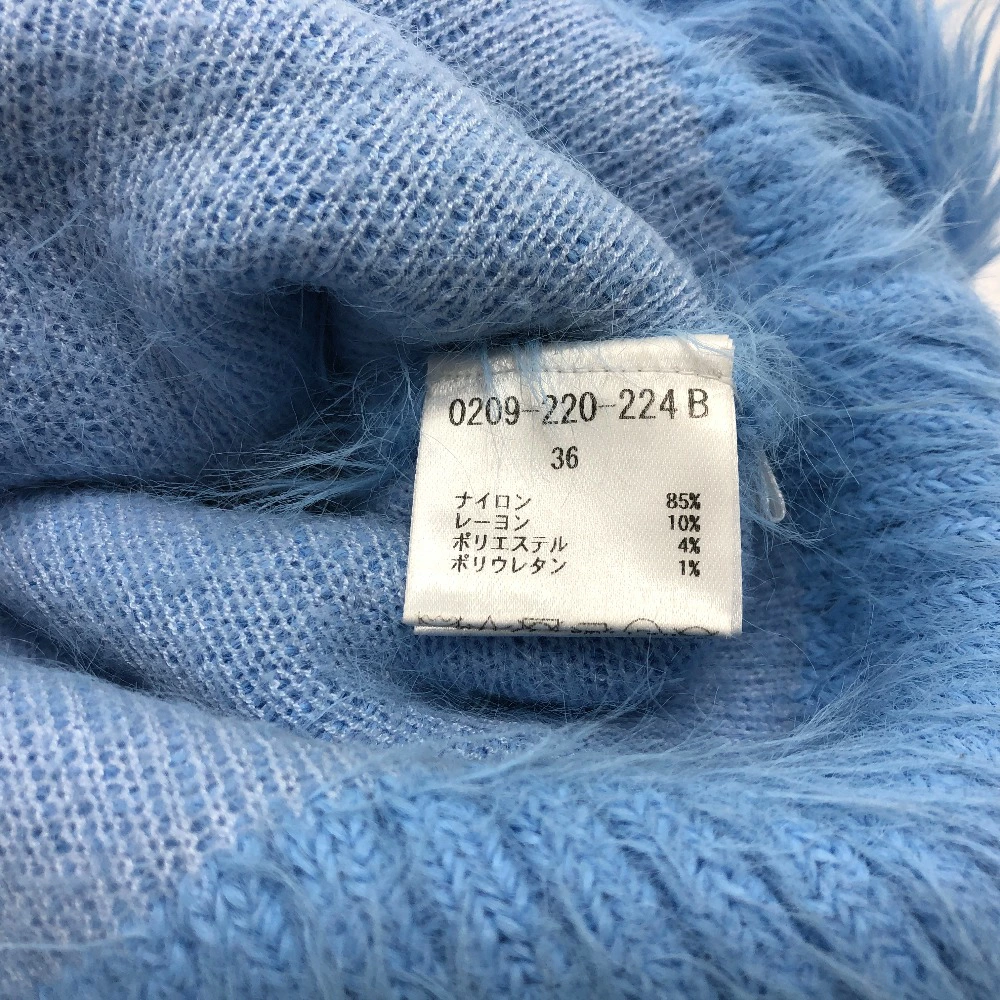 0209-220-224 B
36
ナイロン 85%
レーヨン 10%
ポリエステル 4%
ポリウレタン 1%